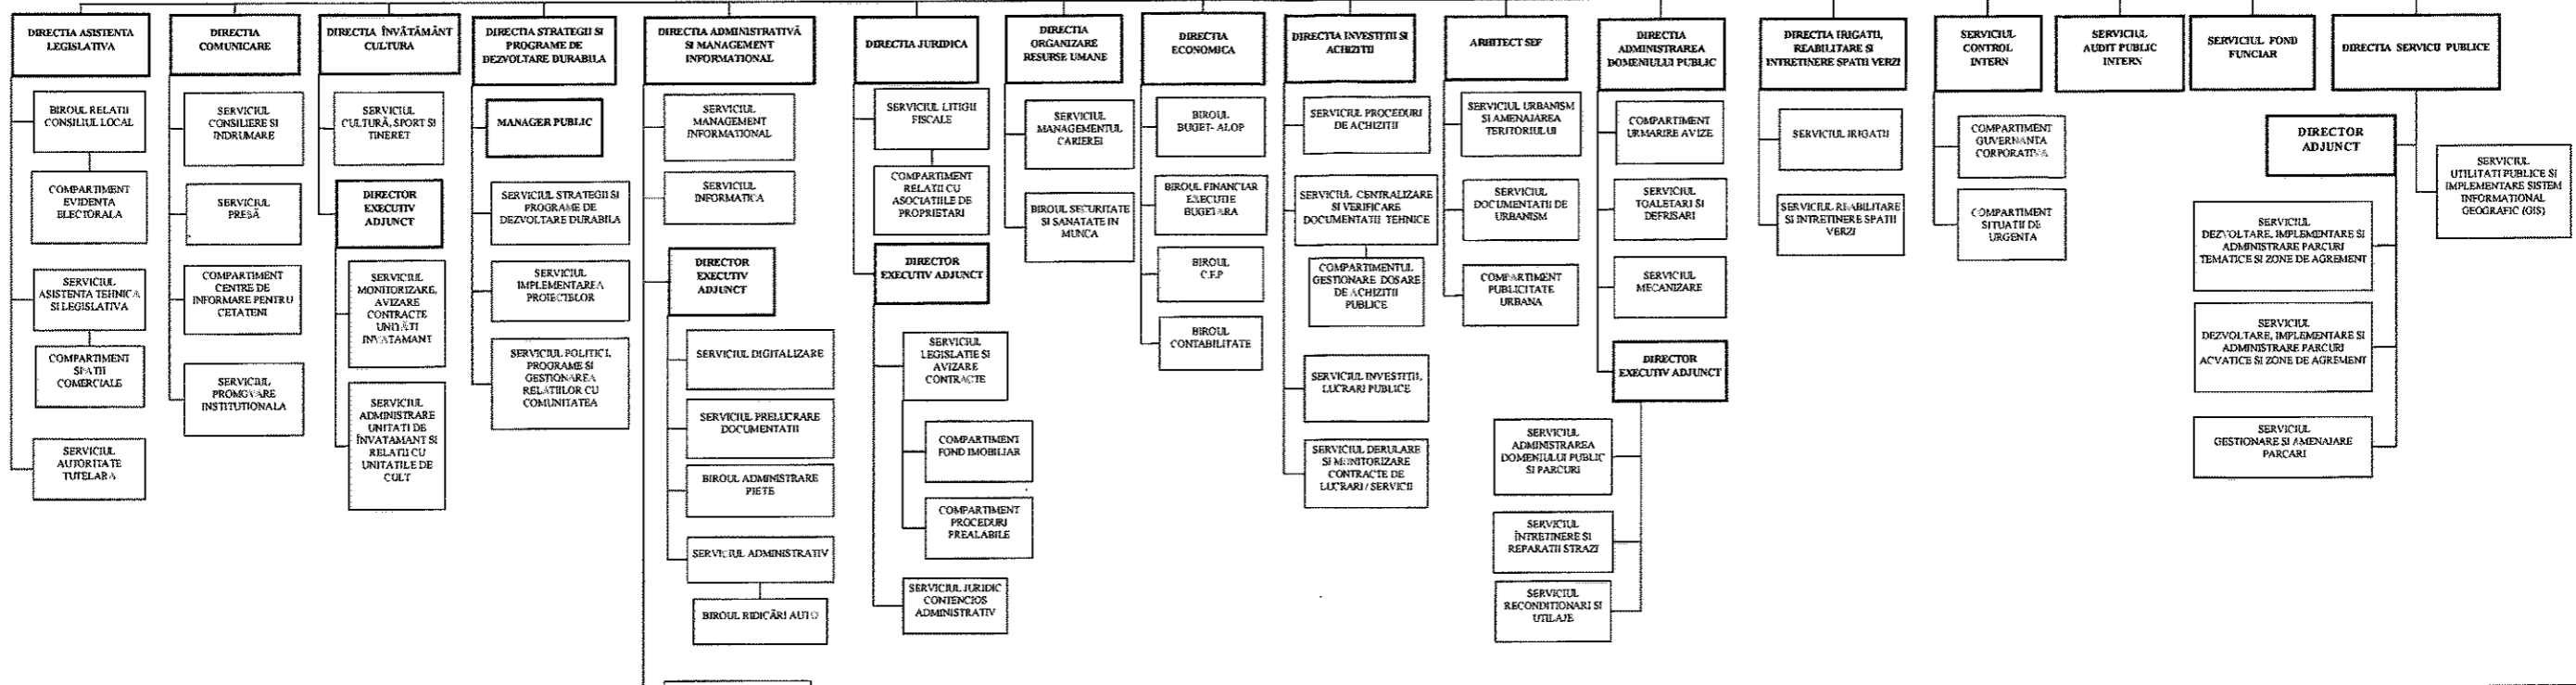 DIRECTIA ASISTENTA
LEGISLATIVA
BIROUL RELATII
CONSILIUL LOCAL
COMPARTIMENT
EVIDENTA
ELECTORALA
SERVICIUL
ASISTENTA TEHNICA
SI LEGISLATIVA
COMPARTIMENT
SPATII
COMERCIALE
SERVICIUL
AUTORITATE
TUTELARA
DIRECTIA
COMUNICARE
SERVICIUL
CONSILIERE SI
INDRUMARE
SERVICIUL
PRESĂ
COMPARTIMENT
CENTRE DE
INFORMARE PENTRU
CETATENI
SERVICIUL
PROMOVARE
INSTITUTIONALA
DIRECTIA ÎNVĂTĂMÂNT
CULTURA
SERVICIUL
CULTURĂ, SPORT SI
TINERET
DIRECTOR
EXECUTIV
ADJUNCT
SERVICIUL
MONITORIZARE,
AVIZARE
CONTRACTE
UNITĂTI
INVATAMANT
SERVICIUL
ADMINISTRARE
UNITATI DE
ÎNVATAMANT SI
RELATII CU
UNITATILE DE
CULT
DIRECTIA STRATEGII SI
PROGRAME DE
DEZVOLTARE DURABILA
MANAGER PUBLIC
SERVICIUL STRATEGII SI
PROGRAME DE
DEZVOLTARE DURABILA
SERVICIUL
IMPLEMENTAREA
PROIECTELOR
SERVICIUL POLITICI,
PROGRAME SI
GESTIONAREA
RELATIILOR CU
COMUNITATEA
DIRECTIA ADMINISTRATIVĂ
SI MANAGEMENT
INFORMATIONAL
SERVICIUL
MANAGEMENT
INFORMATIONAL
SERVICIUL
INFORMATICA
DIRECTOR
EXECUTIV
ADJUNCT
SERVICIUL DIGITALIZARE
SERVICIUL PRELUCRARE
DOCUMENTATII
BIROUL ADMINISTRARE
PIETE
SERVICIUL ADMINISTRATIV
BIROUL RIDICĂRI AUTO
DIRECTIA JURIDICA
SERVICIUL LITIGII
FISCALE
COMPARTIMENT
RELATII CU
ASOCIATIILE DE
PROPRIETARI
DIRECTOR
EXECUTIV ADJUNCT
SERVICIUL
LEGISLATIE SI
AVIZARE
CONTRACTE
COMPARTIMENT
FOND IMOBILIAR
COMPARTIMENT
PROCEDURI
PREALABILE
SERVICIUL JURIDIC
CONTENCIOS
ADMINISTRATIV
DIRECTIA
ORGANIZARE
RESURSE UMANE
SERVICIUL
MANAGEMENTUL
CARIEREI
BIROUL SECURITATE
SI SANATATE IN
MUNCA
DIRECTIA
ECONOMICA
BIROUL
BUGET- ALOP
BIROUL FINANCIAR
EXECUTIE
BUGETARA
BIROUL
C.F.P
BIROUL
CONTABILITATE
DIRECTIA INVESTITII SI
ACHIZITII
SERVICIUL PROCEDURI
DE ACHIZITII
SERVICIUL CENTRALIZARE
SI VERIFICARE
DOCUMENTATII TEHNICE
COMPARTIMENTUL
GESTIONARE DOSARE
DE ACHIZITII
PUBLICE
SERVICIUL INVESTITII,
LUCRARI PUBLICE
SERVICIUL DERULARE
SI MONITORIZARE
CONTRACTE DE
LUCRARI / SERVICII
ARHITECT SEF
SERVICIUL URBANISM
SI AMENAJAREA
TERITORIULUI
SERVICIUL
DOCUMENTATII DE
URBANISM
COMPARTIMENT
PUBLICITATE
URBANA
DIRECTIA
ADMINISTRAREA
DOMENIULUI PUBLIC
COMPARTIMENT
URMARIRE AVIZE
SERVICIUL
TOALETARI SI
DEFRISARI
SERVICIUL
MECANIZARE
DIRECTOR
EXECUTIV ADJUNCT
SERVICIUL
ADMINISTRAREA
DOMENIULUI PUBLIC
SI PARCURI
SERVICIUL
ÎNTRETINERE SI
REPARATII STRAZI
SERVICIUL
RECONDITIONARI SI
UTILAJE
DIRECTIA IRIGATII,
REABILITARE SI
INTRETINERE SPATII VERZI
SERVICIUL IRIGATII
SERVICIUL REABILITARE
SI INTRETINERE SPATII
VERZI
SERVICIUL
CONTROL
INTERN
COMPARTIMENT
GUVERNANTA
CORPORATIVA
COMPARTIMENT
SITUATII DE
URGENTA
SERVICIUL
AUDIT PUBLIC
INTERN
SERVICIUL FOND
FUNCIAR
DIRECTIA SERVICII PUBLICE
DIRECTOR
ADJUNCT
SERVICIUL
UTILITATI PUBLICE SI
IMPLEMENTARE SISTEM
INFORMATIONAL
GEOGRAFIC (GIS)
SERVICIUL
DEZVOLTARE, IMPLEMENTARE SI
ADMINISTRARE PARCURI
TEMATICE SI ZONE DE AGREMENT
SERVICIUL
DEZVOLTARE, IMPLEMENTARE SI
ADMINISTRARE PARCURI
ACVATICE SI ZONE DE AGREMENT
SERVICIUL
GESTIONARE SI AMENAJARE
PARCARI